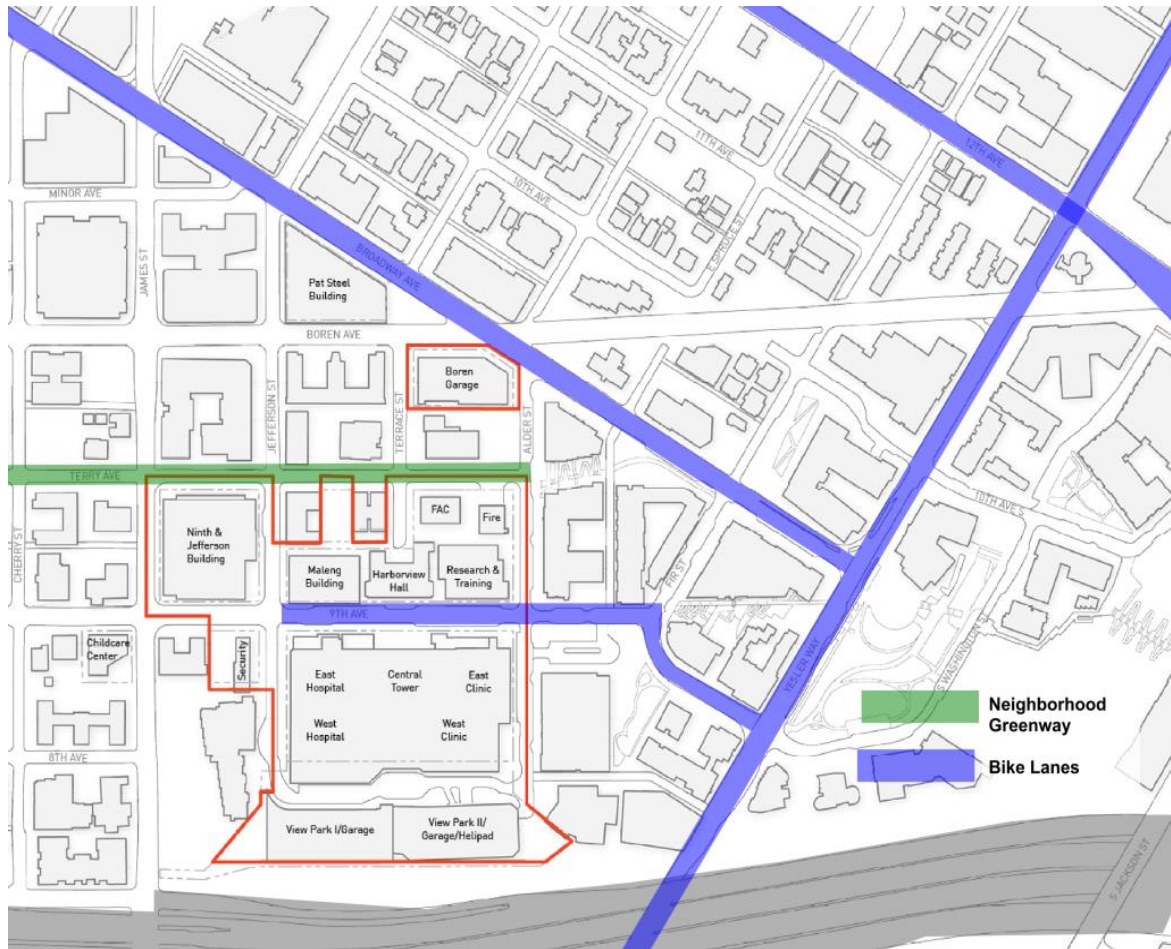 12TH AVE
11TH AVE
MINOR AVE
10TH AVE
E SPRUCE ST
JAMES ST
BROADWAY AVE
Pat Steel
Building
BOREN AVE
Boren
Garage
JEFFERSON ST
TERRACE ST
ALDER ST
TERRY AVE
10TH AVE S
CHERRY ST
Ninth &
Jefferson
Building
FAC
Fire
Maleng
Building
Harborview
Hall
Research &
Training
FIR ST
9TH AVE
YESLER WAY
S WASHINGTON ST
Childcare
Center
Security
East
Hospital
Central
Tower
East
Clinic
West
Hospital
West
Clinic
8TH AVE
Neighborhood
Greenway
Bike Lanes
View Park I/Garage
View Park II/
Garage/Helipad
S JACKSON ST